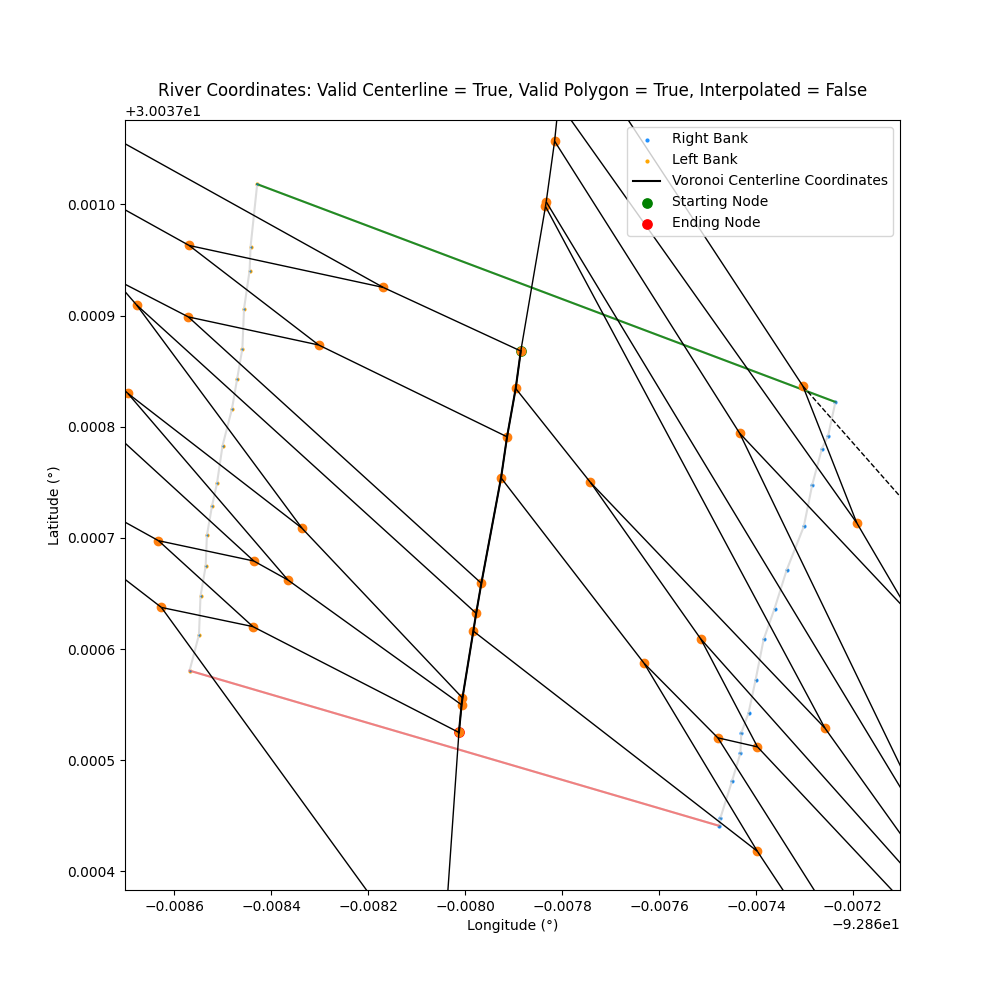 River Coordinates: Valid Centerline = True, Valid Polygon = True, Interpolated = False
+3.0037e1
Right Bank
Left Bank
Voronoi Centerline Coordinates
Starting Node
Ending Node
0.0010
0.0009
0.0008
0.0007
0.0006
0.0005
0.0004
Latitude (°)
−0.0086
−0.0084
−0.0082
−0.0080
−0.0078
−0.0076
−0.0074
−0.0072
Longitude (°)
−9.286e1